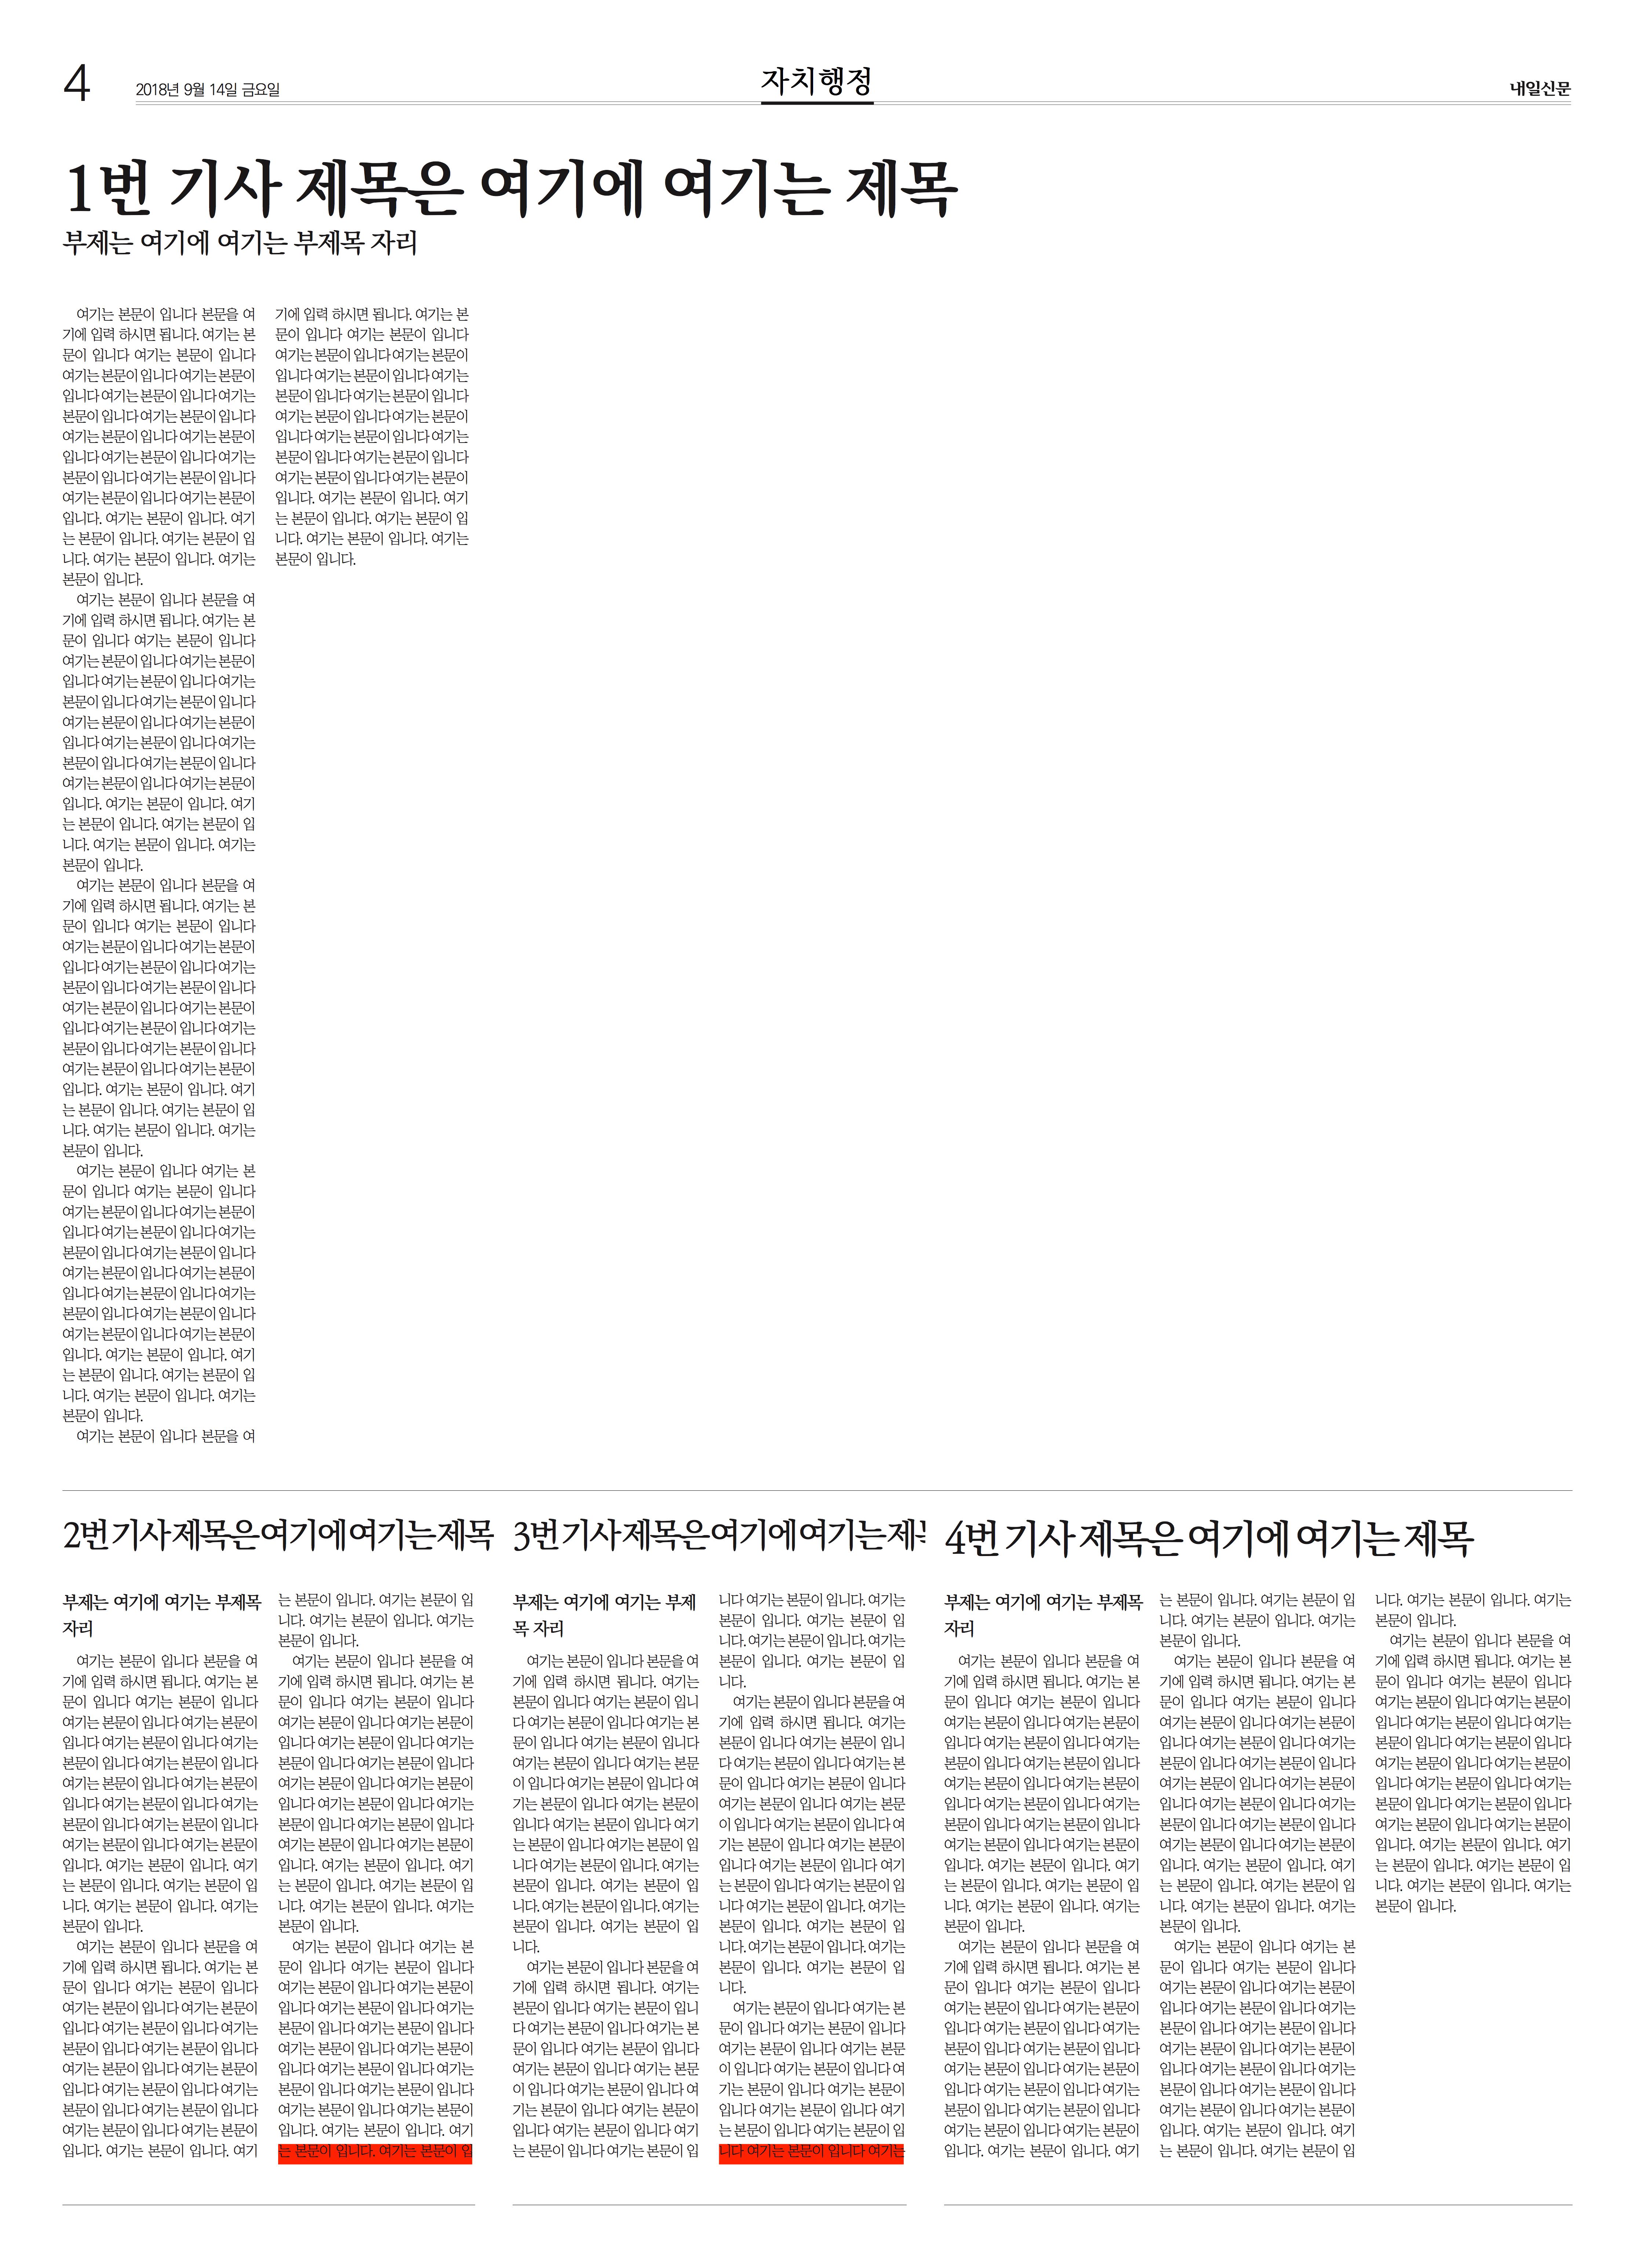 4
2018년 9월 14일 금요일
자치행정
내일신문
1번 기사 제목은 여기에 여기는 제목
부제는 여기에 여기는 부제목 자리
여기는 본문이 입니다 본문을 여
기에 입력 하시면 됩니다. 여기는 본
문이 입니다 여기는 본문이 입니다
여기는 본문이 입니다 여기는 본문이
입니다 여기는 본문이 입니다 여기는
본문이 입니다 여기는 본문이 입니다
여기는 본문이 입니다 여기는 본문이
입니다 여기는 본문이 입니다 여기는
본문이 입니다 여기는 본문이 입니다
여기는 본문이 입니다 여기는 본문이
입니다. 여기는 본문이 입니다. 여기
는 본문이 입니다. 여기는 본문이 입
니다. 여기는 본문이 입니다. 여기는
본문이 입니다.
여기는 본문이 입니다 본문을 여
기에 입력 하시면 됩니다. 여기는 본
문이 입니다 여기는 본문이 입니다
여기는 본문이 입니다 여기는 본문이
입니다 여기는 본문이 입니다 여기는
본문이 입니다 여기는 본문이 입니다
여기는 본문이 입니다 여기는 본문이
입니다 여기는 본문이 입니다 여기는
본문이 입니다 여기는 본문이 입니다
여기는 본문이 입니다 여기는 본문이
입니다. 여기는 본문이 입니다. 여기
는 본문이 입니다. 여기는 본문이 입
니다. 여기는 본문이 입니다. 여기는
본문이 입니다.
여기는 본문이 입니다 본문을 여
기에 입력 하시면 됩니다. 여기는 본
문이 입니다 여기는 본문이 입니다
여기는 본문이 입니다 여기는 본문이
입니다 여기는 본문이 입니다 여기는
본문이 입니다 여기는 본문이 입니다
여기는 본문이 입니다 여기는 본문이
입니다 여기는 본문이 입니다 여기는
본문이 입니다 여기는 본문이 입니다
여기는 본문이 입니다 여기는 본문이
입니다. 여기는 본문이 입니다. 여기
는 본문이 입니다. 여기는 본문이 입
니다. 여기는 본문이 입니다. 여기는
본문이 입니다.
여기는 본문이 입니다 여기는 본
문이 입니다 여기는 본문이 입니다
여기는 본문이 입니다 여기는 본문이
입니다 여기는 본문이 입니다 여기는
본문이 입니다 여기는 본문이 입니다
여기는 본문이 입니다 여기는 본문이
입니다 여기는 본문이 입니다 여기는
본문이 입니다 여기는 본문이 입니다
여기는 본문이 입니다 여기는 본문이
입니다. 여기는 본문이 입니다. 여기
는 본문이 입니다. 여기는 본문이 입
니다. 여기는 본문이 입니다. 여기는
본문이 입니다.
여기는 본문이 입니다 본문을 여
기에 입력 하시면 됩니다. 여기는 본
문이 입니다 여기는 본문이 입니다
여기는 본문이 입니다 여기는 본문이
입니다 여기는 본문이 입니다 여기는
본문이 입니다 여기는 본문이 입니다
여기는 본문이 입니다 여기는 본문이
입니다 여기는 본문이 입니다 여기는
본문이 입니다 여기는 본문이 입니다
여기는 본문이 입니다 여기는 본문이
입니다. 여기는 본문이 입니다. 여기
는 본문이 입니다. 여기는 본문이 입
니다. 여기는 본문이 입니다. 여기는
본문이 입니다.
2번 기사 제목은 여기에 여기는 제목
부제는 여기에 여기는 부제목
자리
여기는 본문이 입니다 본문을 여
기에 입력 하시면 됩니다. 여기는 본
문이 입니다 여기는 본문이 입니다
여기는 본문이 입니다 여기는 본문이
입니다 여기는 본문이 입니다 여기는
본문이 입니다 여기는 본문이 입니다
여기는 본문이 입니다 여기는 본문이
입니다 여기는 본문이 입니다 여기는
본문이 입니다 여기는 본문이 입니다
여기는 본문이 입니다 여기는 본문이
입니다. 여기는 본문이 입니다. 여기
는 본문이 입니다. 여기는 본문이 입
니다. 여기는 본문이 입니다. 여기는
본문이 입니다.
여기는 본문이 입니다 본문을 여
기에 입력 하시면 됩니다. 여기는 본
문이 입니다 여기는 본문이 입니다
여기는 본문이 입니다 여기는 본문이
입니다 여기는 본문이 입니다 여기는
본문이 입니다 여기는 본문이 입니다
여기는 본문이 입니다 여기는 본문이
입니다 여기는 본문이 입니다 여기는
본문이 입니다 여기는 본문이 입니다
여기는 본문이 입니다 여기는 본문이
입니다. 여기는 본문이 입니다. 여기
는 본문이 입니다. 여기는 본문이 입
니다. 여기는 본문이 입니다. 여기는
본문이 입니다.
여기는 본문이 입니다 본문을 여
기에 입력 하시면 됩니다. 여기는 본
문이 입니다 여기는 본문이 입니다
여기는 본문이 입니다 여기는 본문이
입니다 여기는 본문이 입니다 여기는
본문이 입니다 여기는 본문이 입니다
여기는 본문이 입니다 여기는 본문이
입니다 여기는 본문이 입니다 여기는
본문이 입니다 여기는 본문이 입니다
여기는 본문이 입니다 여기는 본문이
입니다. 여기는 본문이 입니다. 여기
는 본문이 입니다. 여기는 본문이 입
니다. 여기는 본문이 입니다. 여기는
본문이 입니다.
여기는 본문이 입니다 여기는 본
문이 입니다 여기는 본문이 입니다
여기는 본문이 입니다 여기는 본문이
입니다 여기는 본문이 입니다 여기는
본문이 입니다 여기는 본문이 입니다
여기는 본문이 입니다 여기는 본문이
입니다 여기는 본문이 입니다 여기는
본문이 입니다 여기는 본문이 입니다
여기는 본문이 입니다 여기는 본문이
입니다. 여기는 본문이 입니다. 여기
는 본문이 입니다. 여기는 본문이 입
3번 기사 제목은 여기에 여기는
부제는 여기에 여기는 부제
목 자리
여기는 본문이 입니다 본문을 여
기에 입력 하시면 됩니다. 여기는
본문이 입니다 여기는 본문이 입니
다 여기는 본문이 입니다 여기는 본
문이 입니다 여기는 본문이 입니다
여기는 본문이 입니다 여기는 본문
이 입니다 여기는 본문이 입니다 여
기는 본문이 입니다 여기는 본문이
입니다 여기는 본문이 입니다 여기
는 본문이 입니다 여기는 본문이 입
니다 여기는 본문이 입니다. 여기는
본문이 입니다. 여기는 본문이 입
니다. 여기는 본문이 입니다. 여기는
본문이 입니다. 여기는 본문이 입
니다.
여기는 본문이 입니다 본문을 여
기에 입력 하시면 됩니다. 여기는
본문이 입니다 여기는 본문이 입니
다 여기는 본문이 입니다 여기는 본
문이 입니다 여기는 본문이 입니다
여기는 본문이 입니다 여기는 본문
이 입니다 여기는 본문이 입니다 여
기는 본문이 입니다 여기는 본문이
입니다 여기는 본문이 입니다 여기
는 본문이 입니다 여기는 본문이 입
니다 여기는 본문이 입니다. 여기는
본문이 입니다. 여기는 본문이 입
니다. 여기는 본문이 입니다. 여기는
본문이 입니다. 여기는 본문이 입
니다.
여기는 본문이 입니다 본문을 여
기에 입력 하시면 됩니다. 여기는
본문이 입니다 여기는 본문이 입니
다 여기는 본문이 입니다 여기는 본
문이 입니다 여기는 본문이 입니다
여기는 본문이 입니다 여기는 본문
이 입니다 여기는 본문이 입니다 여
기는 본문이 입니다 여기는 본문이
입니다 여기는 본문이 입니다 여기
는 본문이 입니다 여기는 본문이 입
니다 여기는 본문이 입니다. 여기는
본문이 입니다. 여기는 본문이 입
니다. 여기는 본문이 입니다. 여기는
본문이 입니다. 여기는 본문이 입
니다.
여기는 본문이 입니다 여기는 본
문이 입니다 여기는 본문이 입니다
여기는 본문이 입니다 여기는 본문
이 입니다 여기는 본문이 입니다 여
기는 본문이 입니다 여기는 본문이
입니다 여기는 본문이 입니다 여기
는 본문이 입니다 여기는 본문이 입
니다 여기는 본문이 입니다 여기는
4번 기사 제목은 여기에 여기는 제목
부제는 여기에 여기는 부제목
자리
여기는 본문이 입니다 본문을 여
기에 입력 하시면 됩니다. 여기는 본
문이 입니다 여기는 본문이 입니다
여기는 본문이 입니다 여기는 본문이
입니다 여기는 본문이 입니다 여기는
본문이 입니다 여기는 본문이 입니다
여기는 본문이 입니다 여기는 본문이
입니다 여기는 본문이 입니다 여기는
본문이 입니다 여기는 본문이 입니다
여기는 본문이 입니다 여기는 본문이
입니다. 여기는 본문이 입니다. 여기
는 본문이 입니다. 여기는 본문이 입
니다. 여기는 본문이 입니다. 여기는
본문이 입니다.
여기는 본문이 입니다 본문을 여
기에 입력 하시면 됩니다. 여기는 본
문이 입니다 여기는 본문이 입니다
여기는 본문이 입니다 여기는 본문이
입니다 여기는 본문이 입니다 여기는
본문이 입니다 여기는 본문이 입니다
여기는 본문이 입니다 여기는 본문이
입니다 여기는 본문이 입니다 여기는
본문이 입니다 여기는 본문이 입니다
여기는 본문이 입니다 여기는 본문이
입니다. 여기는 본문이 입니다. 여기
는 본문이 입니다. 여기는 본문이 입
니다. 여기는 본문이 입니다. 여기는
본문이 입니다.
여기는 본문이 입니다 본문을 여
기에 입력 하시면 됩니다. 여기는 본
문이 입니다 여기는 본문이 입니다
여기는 본문이 입니다 여기는 본문이
입니다 여기는 본문이 입니다 여기는
본문이 입니다 여기는 본문이 입니다
여기는 본문이 입니다 여기는 본문이
입니다 여기는 본문이 입니다 여기는
본문이 입니다 여기는 본문이 입니다
여기는 본문이 입니다 여기는 본문이
입니다. 여기는 본문이 입니다. 여기
는 본문이 입니다. 여기는 본문이 입
니다. 여기는 본문이 입니다. 여기는
본문이 입니다.
여기는 본문이 입니다 여기는 본
문이 입니다 여기는 본문이 입니다
여기는 본문이 입니다 여기는 본문이
입니다 여기는 본문이 입니다 여기는
본문이 입니다 여기는 본문이 입니다
여기는 본문이 입니다 여기는 본문이
입니다 여기는 본문이 입니다 여기는
본문이 입니다 여기는 본문이 입니다
여기는 본문이 입니다 여기는 본문이
입니다. 여기는 본문이 입니다. 여기
는 본문이 입니다. 여기는 본문이 입
니다. 여기는 본문이 입니다. 여기는
본문이 입니다.
여기는 본문이 입니다 본문을 여
기에 입력 하시면 됩니다. 여기는 본
문이 입니다 여기는 본문이 입니다
여기는 본문이 입니다 여기는 본문이
입니다 여기는 본문이 입니다 여기는
본문이 입니다 여기는 본문이 입니다
여기는 본문이 입니다 여기는 본문이
입니다 여기는 본문이 입니다 여기는
본문이 입니다 여기는 본문이 입니다
여기는 본문이 입니다 여기는 본문이
입니다. 여기는 본문이 입니다. 여기
는 본문이 입니다. 여기는 본문이 입
니다. 여기는 본문이 입니다. 여기는
본문이 입니다.